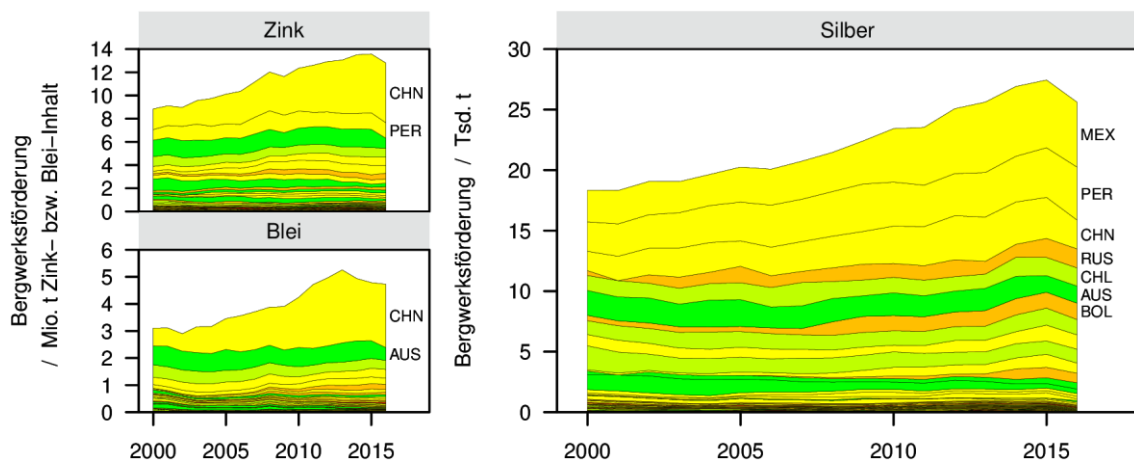 Zink
Bergwerksförderung
/ Mio. t Zink− bzw. Blei−Inhalt
14
12
10
8
6
4
2
0
CHN
PER
Blei
6
5
4
3
2
1
0
CHN
AUS
2000
2005
2010
2015
Silber
Bergwerksförderung / Tsd. t
30
25
20
15
10
5
0
MEX
PER
CHN
RUS
CHL
AUS
BOL
2000
2005
2010
2015